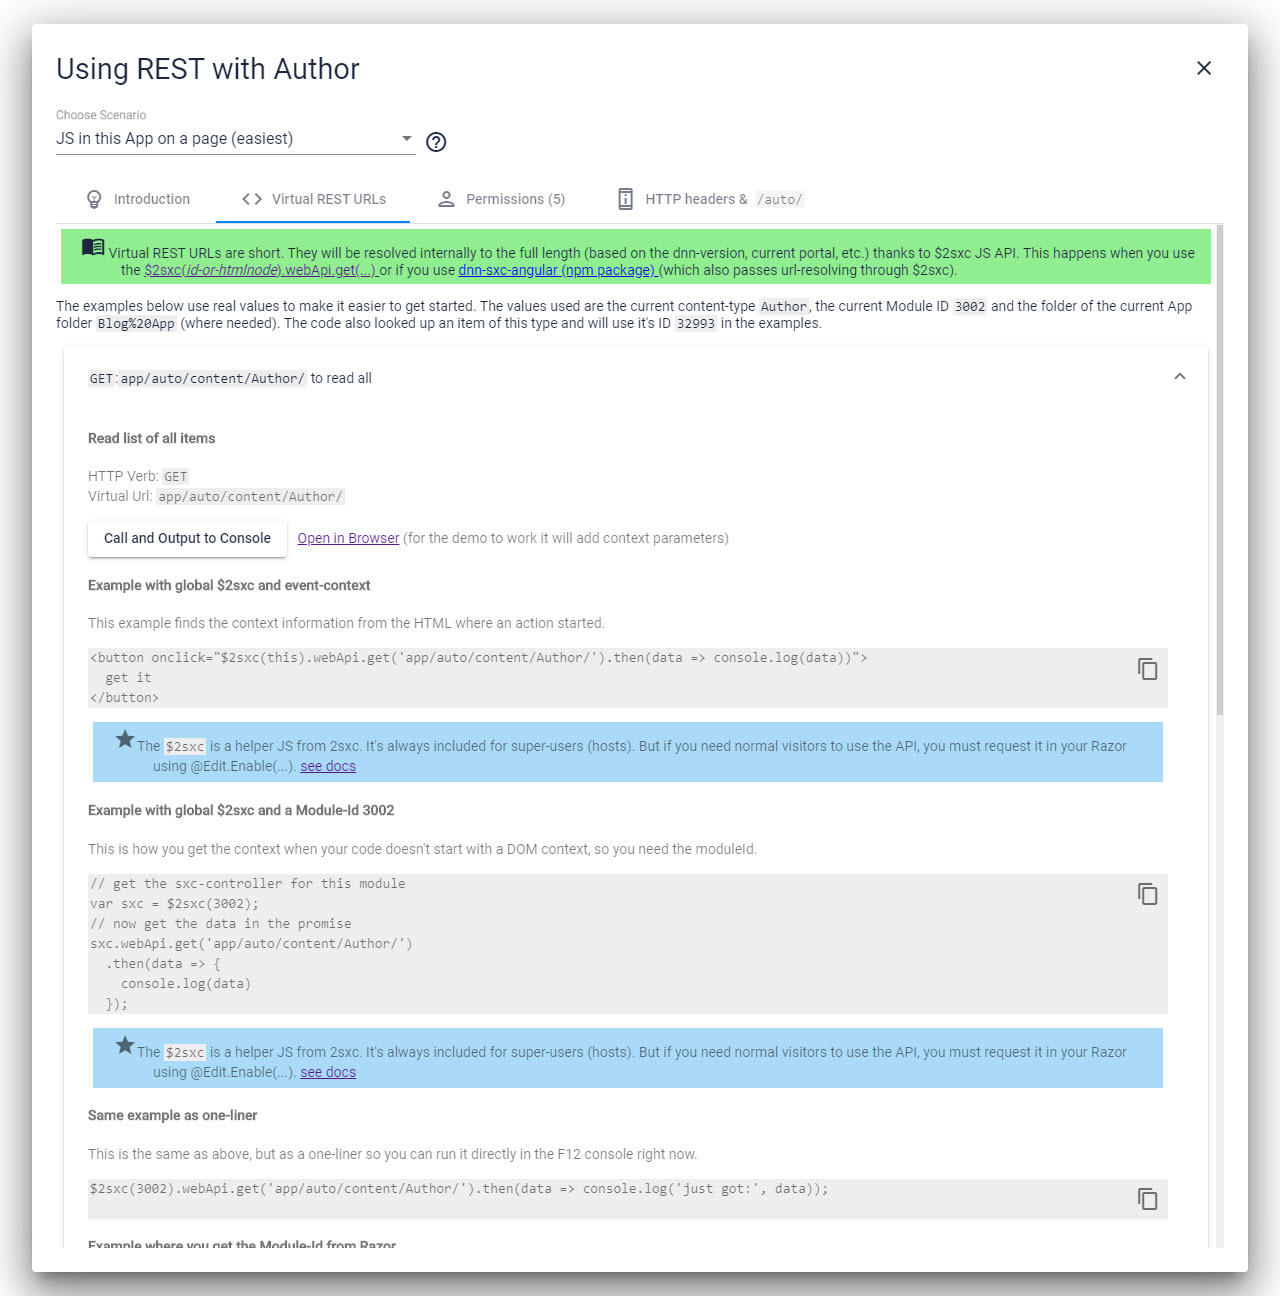 Using REST with Author
Choose Scenario
JS in this App on a page (easiest)
Introduction
Virtual REST URLs
Permissions (5)
HTTP headers & /auto/
Virtual REST URLs are short. They will be resolved internally to the full length (based on the dnn-version, current portal, etc.) thanks to $2sxc JS API. This happens when you use
the $2sxc(id-or-htmlnode).webApi.get(...) or if you use dnn-sxc-angular (npm package) (which also passes url-resolving through $2sxc).
The examples below use real values to make it easier to get started. The values used are the current content-type Author, the current Module ID 3002 and the folder of the current App
folder Blog%20App (where needed). The code also looked up an item of this type and will use it's ID 32993 in the examples.
GET:app/auto/content/Author/ to read all
Read list of all items
HTTP Verb: GET
Virtual Url: app/auto/content/Author/
Call and Output to Console Open in Browser (for the demo to work it will add context parameters)
Example with global $2sxc and event-context
This example finds the context information from the HTML where an action started.
<button onclick="$2sxc(this).webApi.get('app/auto/content/Author/').then(data => console.log(data))">
  get it
</button>
The $2sxc is a helper JS from 2sxc. It's always included for super-users (hosts). But if you need normal visitors to use the API, you must request it in your Razor
using @Edit.Enable(...). see docs
Example with global $2sxc and a Module-Id 3002
This is how you get the context when your code doesn't start with a DOM context, so you need the moduleId.
// get the sxc-controller for this module
var sxc = $2sxc(3002);
// now get the data in the promise
sxc.webApi.get('app/auto/content/Author/')
  .then(data => {
    console.log(data)
  });
The $2sxc is a helper JS from 2sxc. It's always included for super-users (hosts). But if you need normal visitors to use the API, you must request it in your Razor
using @Edit.Enable(...). see docs
Same example as one-liner
This is the same as above, but as a one-liner so you can run it directly in the F12 console right now.
$2sxc(3002).webApi.get('app/auto/content/Author/').then(data => console.log('just got:', data));
Example where you get the Module-Id from Razor